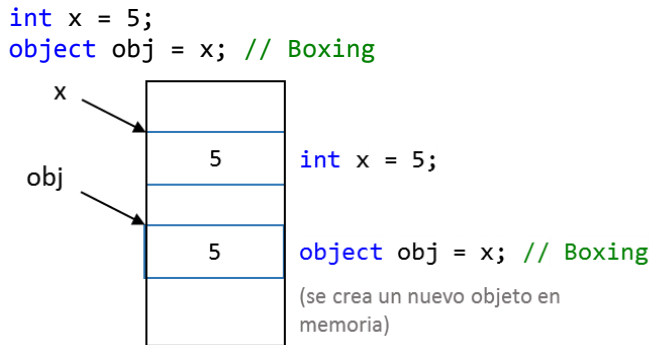 int x = 5;
object obj = x; // Boxing
x
5
int x = 5;
obj
5
object obj = x; // Boxing
(se crea un nuevo objeto en
memoria)